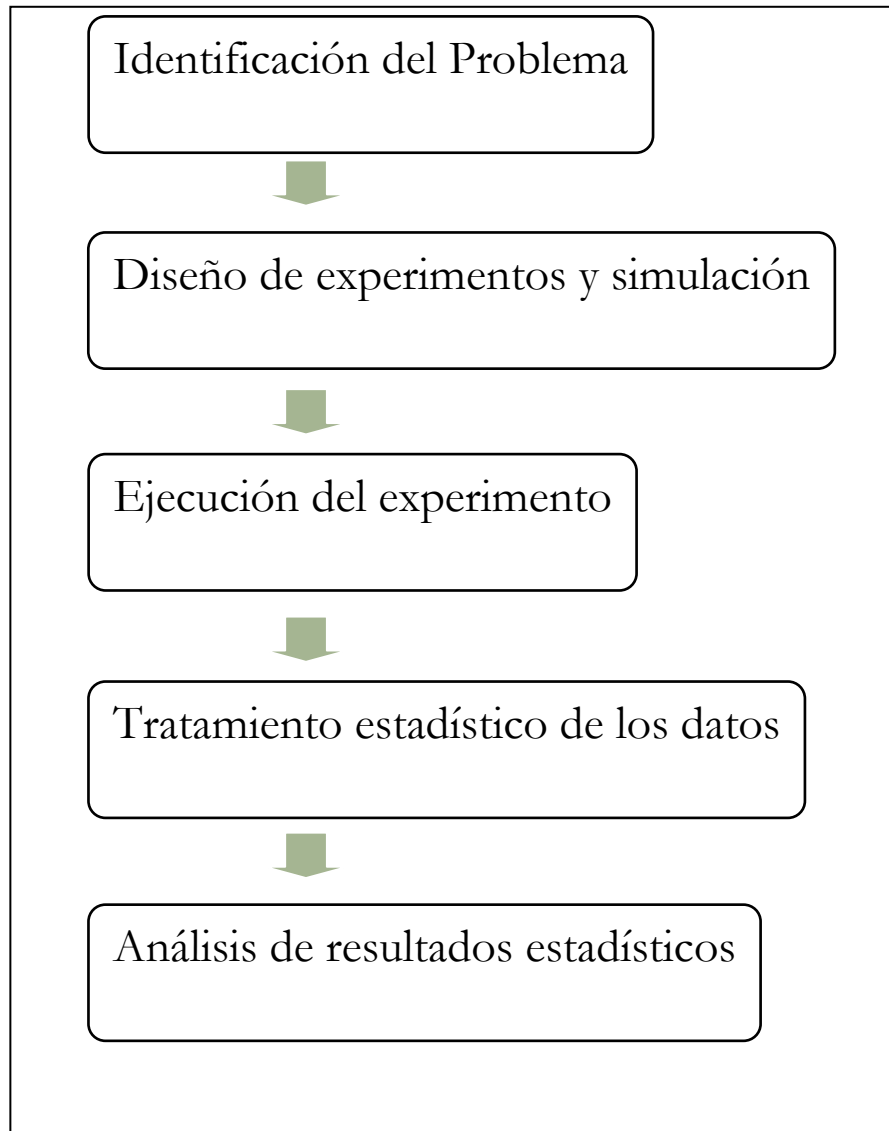 Identificación del Problema
Diseño de experimentos y simulación
Ejecución del experimento
Tratamiento estadístico de los datos
Análisis de resultados estadísticos